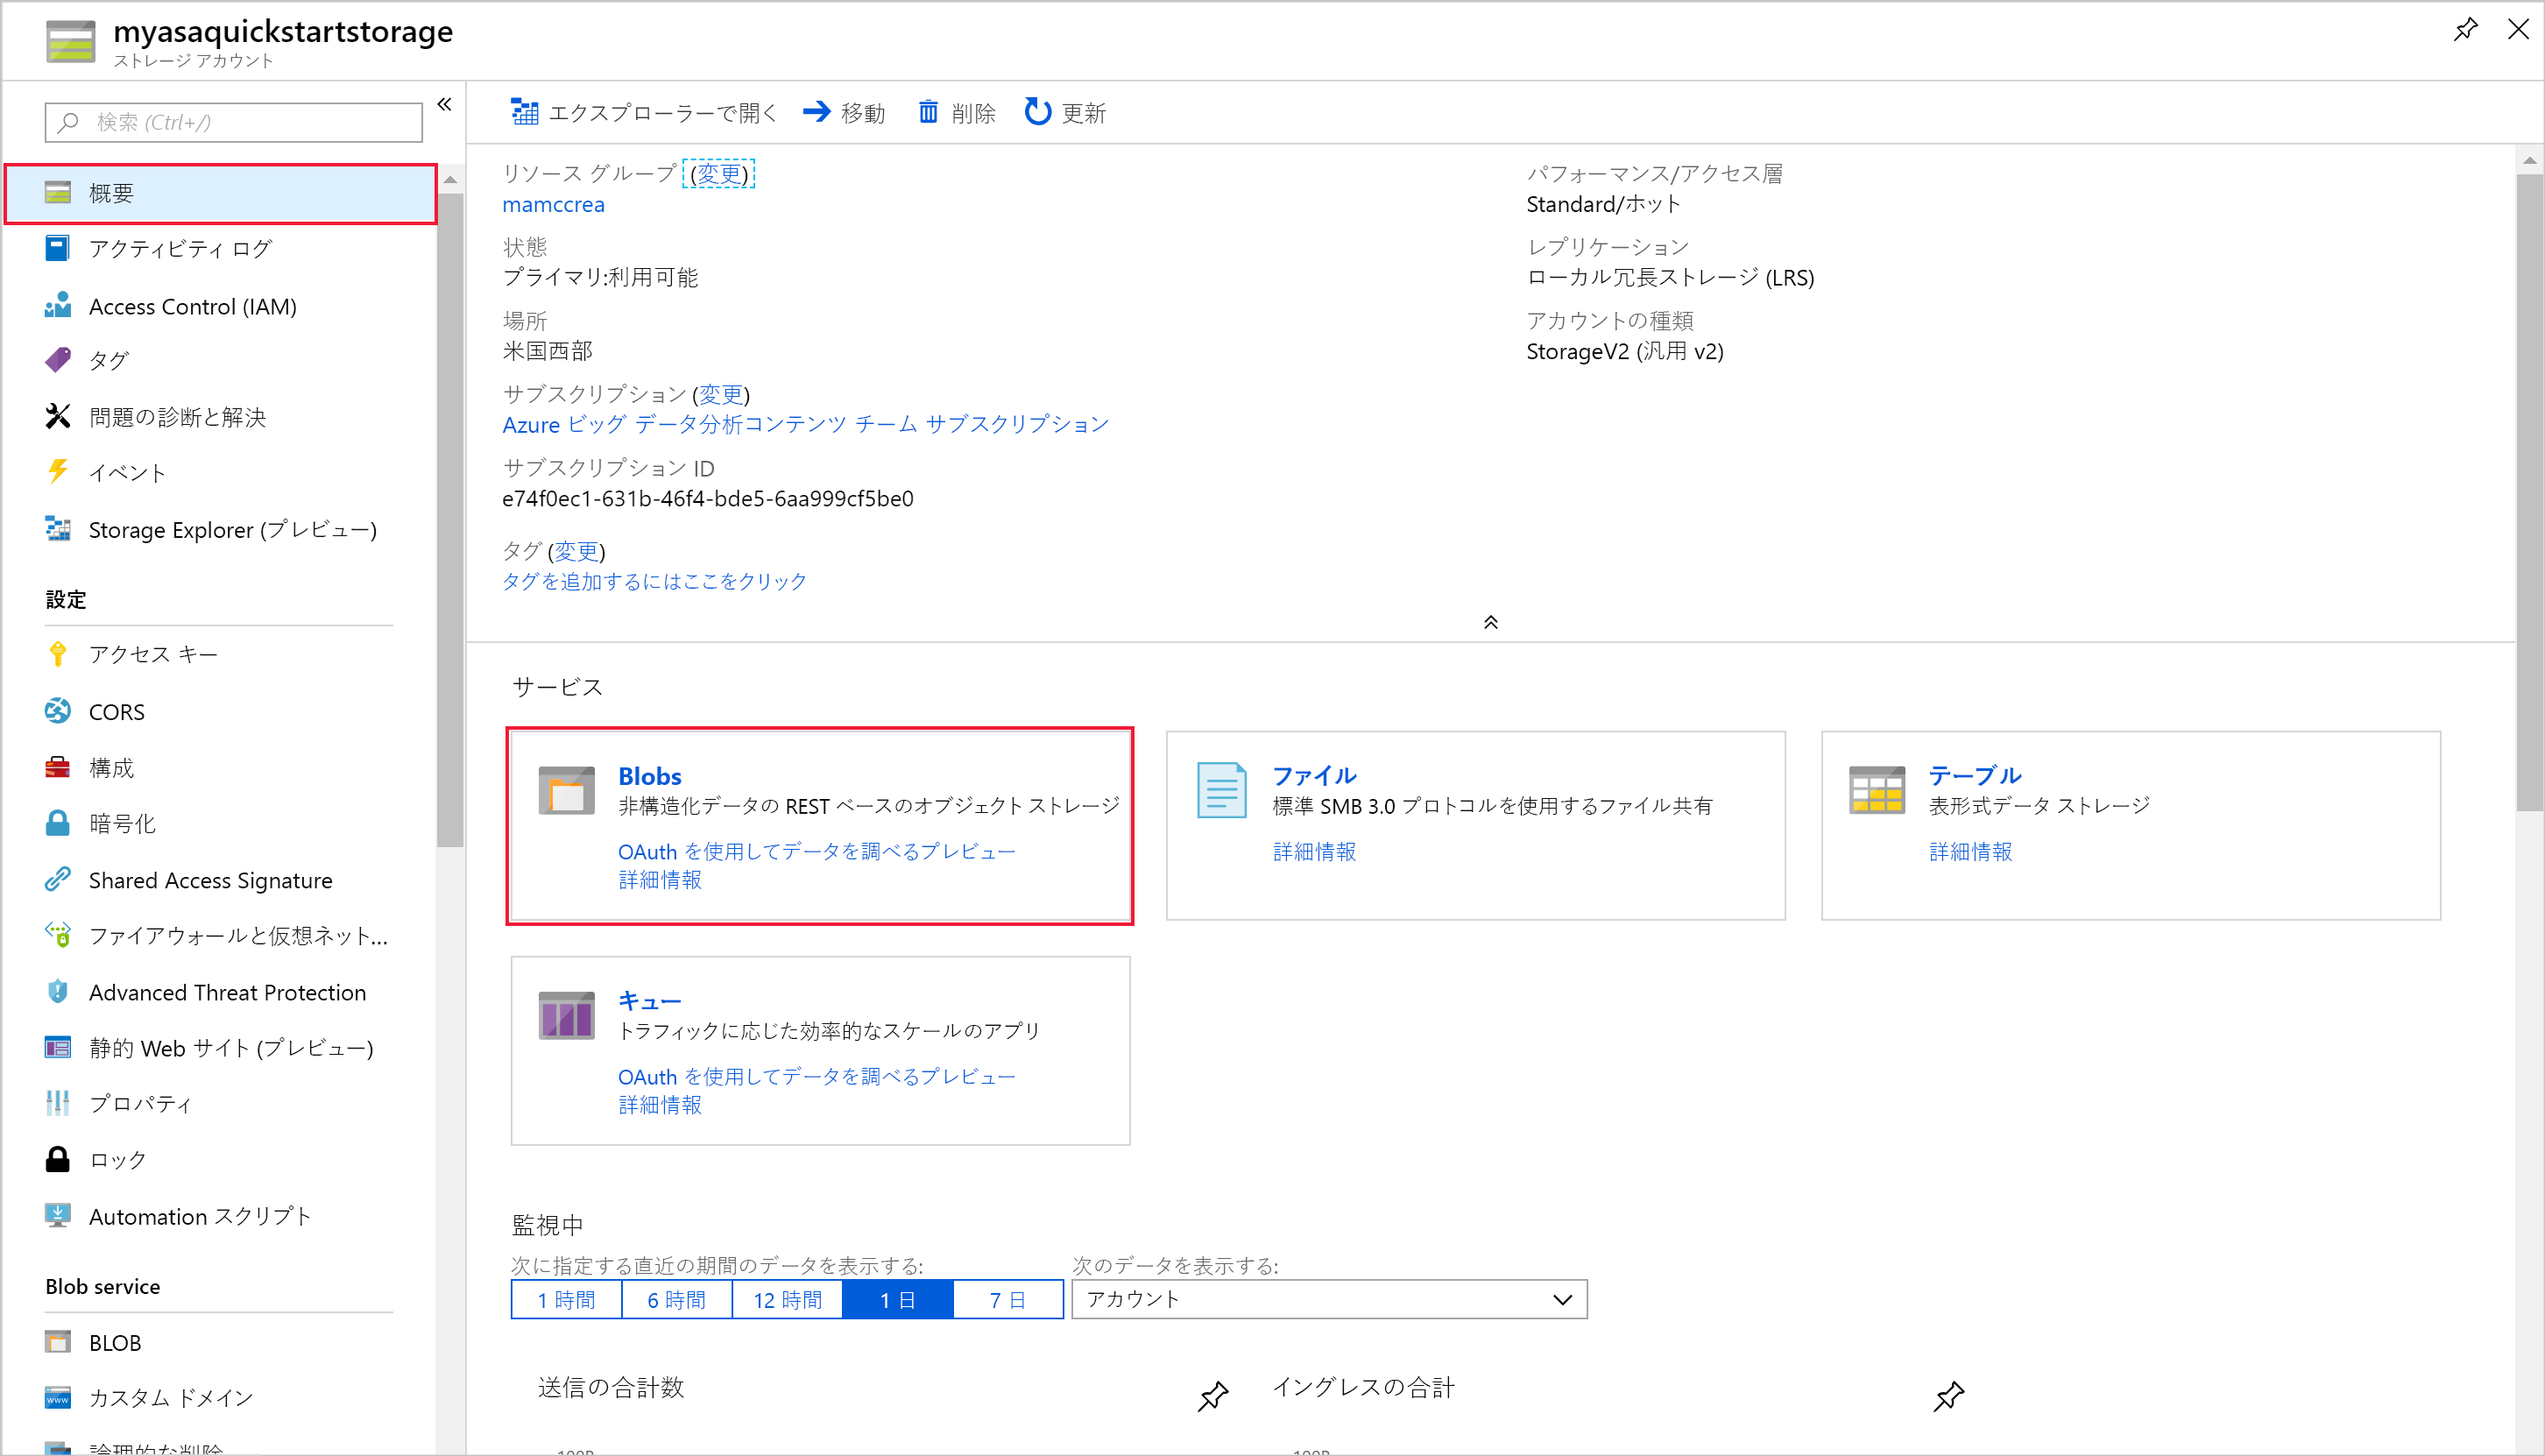 myasaquickstartstorage
ストレージ アカウント
検索 (Ctrl+/)
概要
アクティビティ ログ
Access Control (IAM)
タグ
問題の診断と解決
イベント
Storage Explorer (プレビュー)
設定
アクセス キー
CORS
構成
暗号化
Shared Access Signature
ファイアウォールと仮想ネット...
Advanced Threat Protection
静的 Web サイト (プレビュー)
プロパティ
ロック
Automation スクリプト
Blob service
BLOB
カスタム ドメイン
論理的な削除
エクスプローラーで開く
移動
削除
更新
リソース グループ (変更)
mamccrea
状態
プライマリ:利用可能
場所
米国西部
サブスクリプション (変更)
Azure ビッグ データ分析コンテンツ チーム サブスクリプション
サブスクリプション ID
e74f0ec1-631b-46f4-bde5-6aa999cf5be0
タグ (変更)
タグを追加するにはここをクリック
パフォーマンス/アクセス層
Standard/ホット
レプリケーション
ローカル冗長ストレージ (LRS)
アカウントの種類
StorageV2 (汎用 v2)
サービス
Blobs
非構造化データの REST ベースのオブジェクト ストレージ
OAuth を使用してデータを調べるプレビュー
詳細情報
ファイル
標準 SMB 3.0 プロトコルを使用するファイル共有
詳細情報
テーブル
表形式データ ストレージ
詳細情報
キュー
トラフィックに応じた効率的なスケールのアプリ
OAuth を使用してデータを調べるプレビュー
詳細情報
監視中
次に指定する直近の期間のデータを表示する:
1 時間
6 時間
12 時間
1 日
7 日
次のデータを表示する:
アカウント
送信の合計数
イングレスの合計
100B
100B